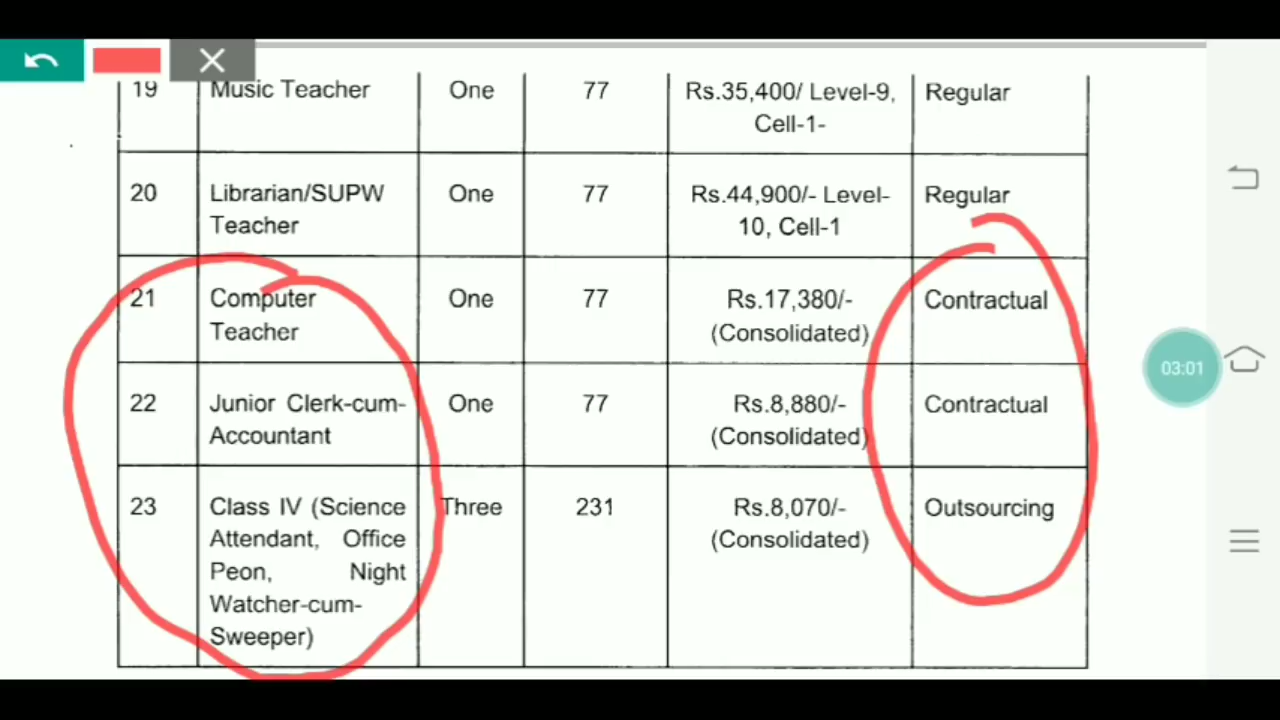 19 Music Teacher One 77 Rs.35,400/ Level-9, Regular
Cell-1-
20 Librarian/SUPW One 77 Rs.44,900/- Level- Regular
Teacher 10, Cell-1
21 Computer One 77 Rs.17,380/- Contractual
Teacher (Consolidated)
22 Junior Clerk-cum- One 77 Rs.8,880/- Contractual
Accountant (Consolidated)
23 Class IV (Science Three 231 Rs.8,070/- Outsourcing
Attendant, Office (Consolidated)
Peon, Night
Watcher-cum-
Sweeper)
03:01